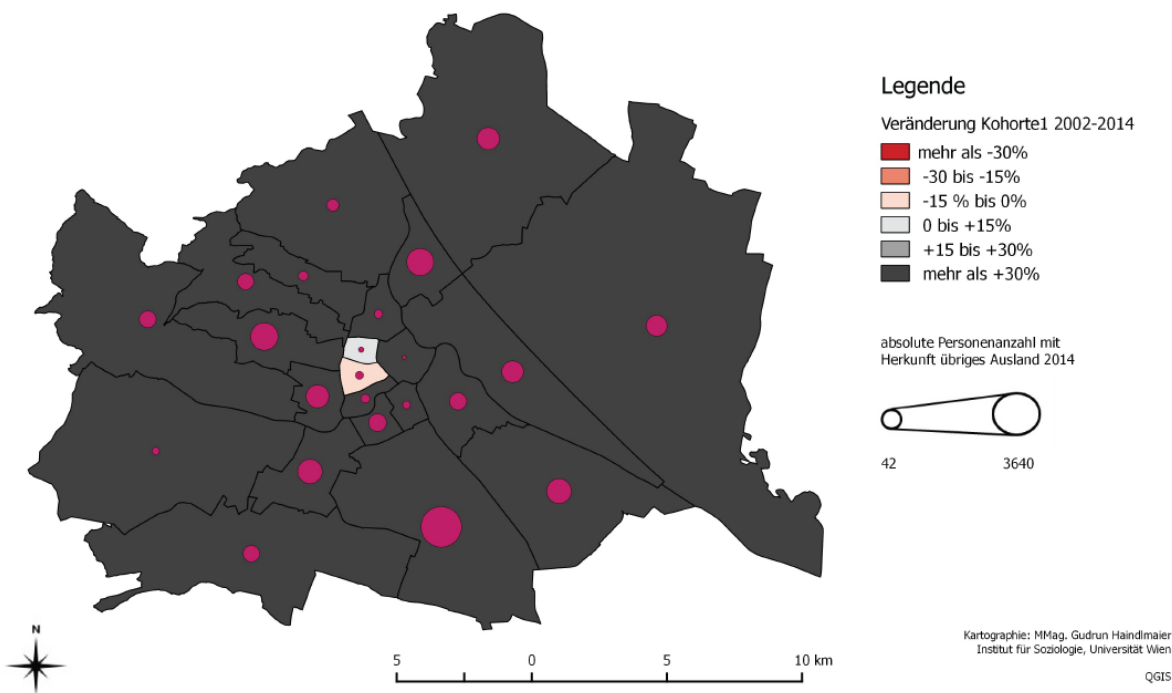 Legende
Veränderung Kohorte1 2002-2014
mehr als -30%
-30 bis -15%
-15 % bis 0%
0 bis +15%
+15 bis +30%
mehr als +30%
absolute Personenanzahl mit
Herkunft übriges Ausland 2014
42 3640
N
5 0 5 10 km
Kartographie: MMag. Gudrun Haindlmaier
Institut für Soziologie, Universität Wien
QGIS